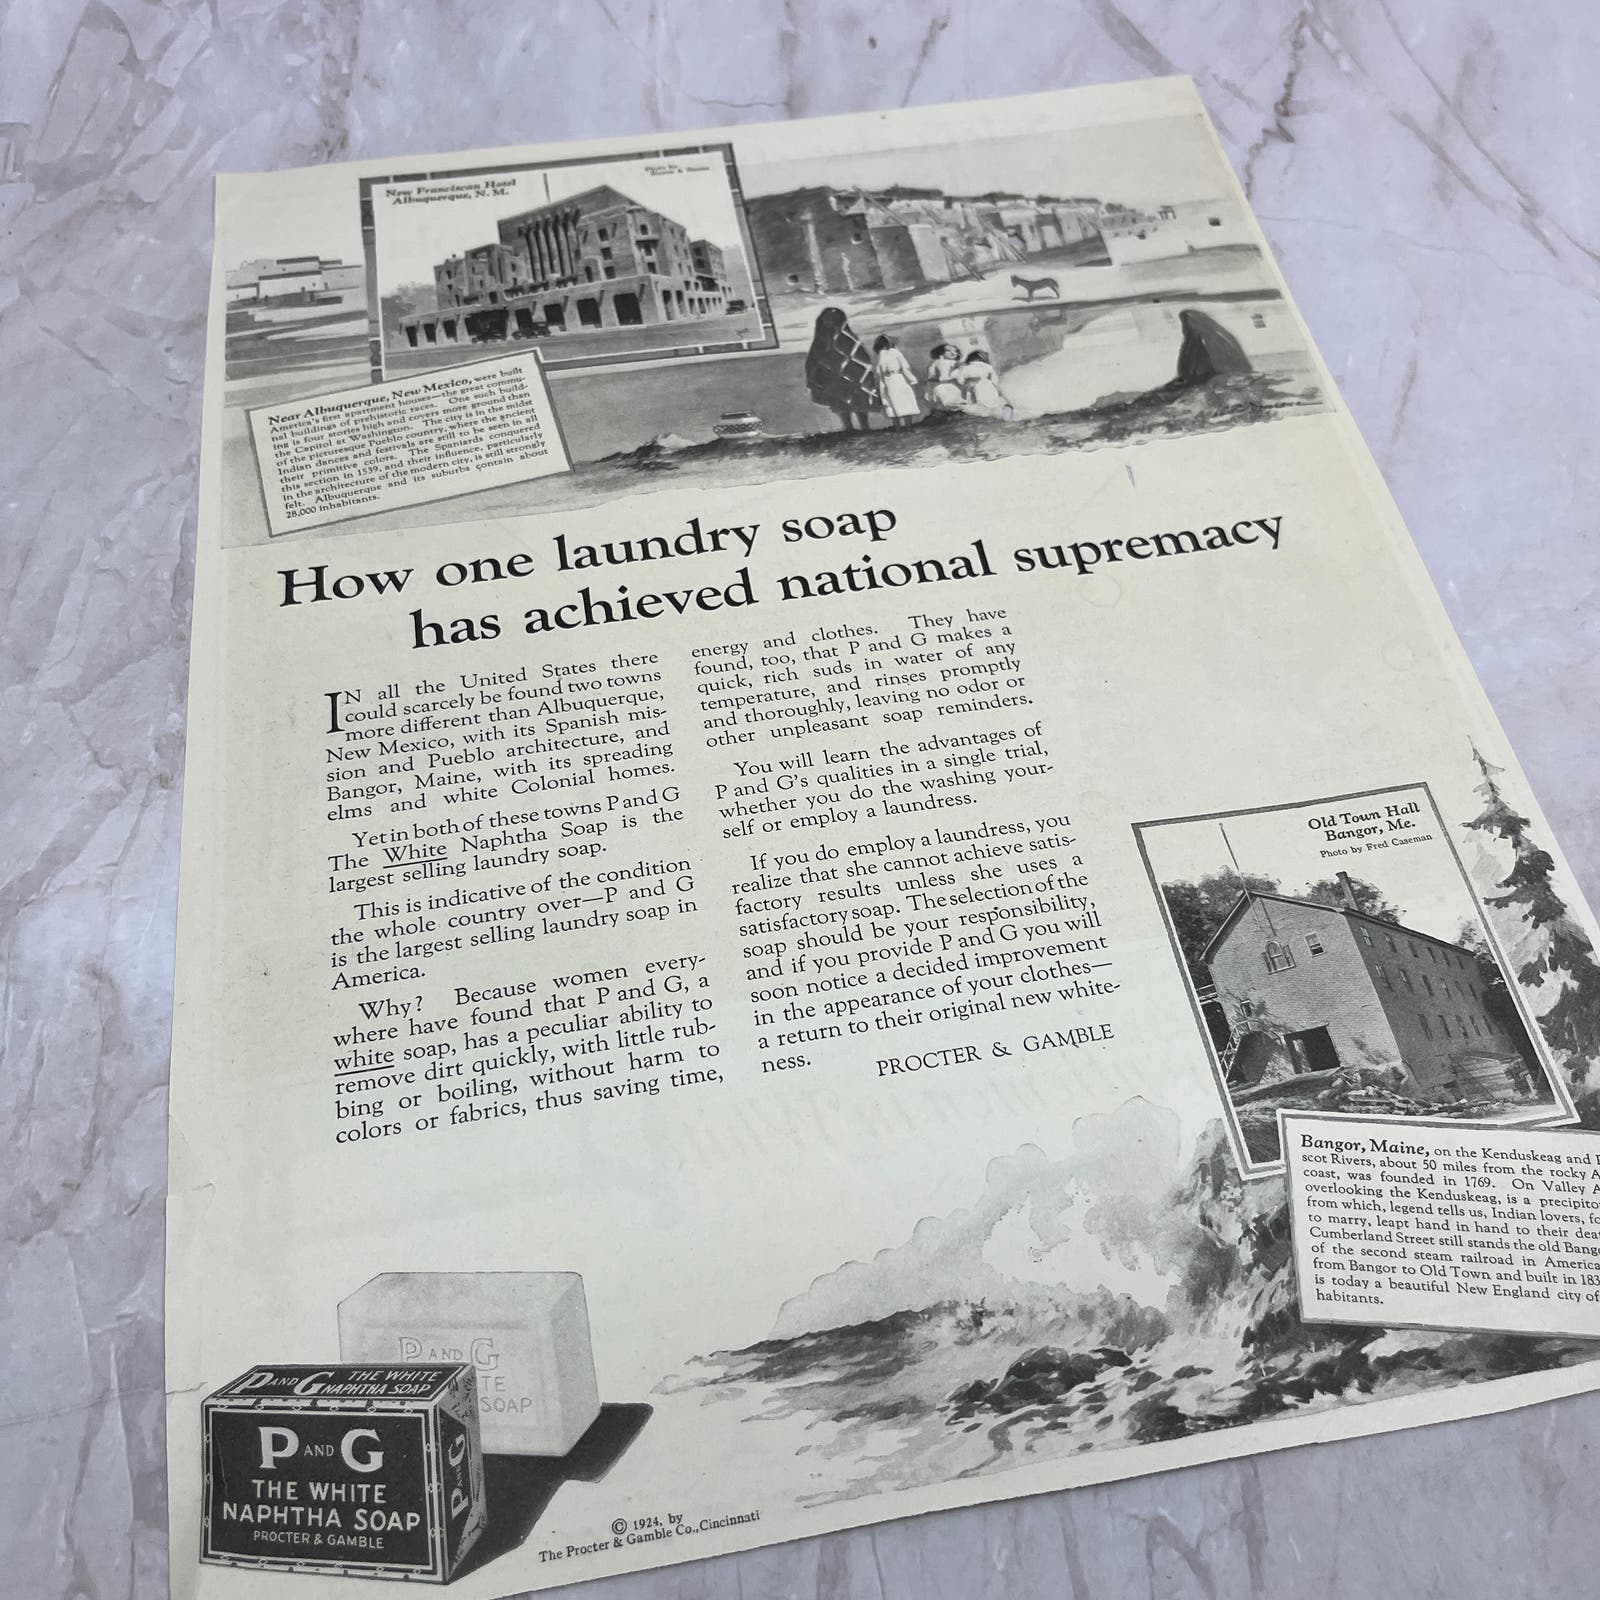 New Franciscan Hotel
Albuquerque, N. M.
Photo by
Near Albuquerque, New Mexico, were built
America's first apartment houses—the great commu-
nal buildings of prehistoric races. One such build-
ing is four stories high and covers more ground than
the Capitol at Washington. The city is in the midst
of the picturesque Pueblo country, where the ancient
Indian dances and festivals are still to be seen in all
their primitive colors. The Spaniards conquered
this section in 1539, and their influence, particularly
in the architecture of the modern city, is still strongly
felt. Albuquerque and its suburbs contain about
28,000 inhabitants.
How one laundry soap
has achieved national supremacy
IN all the United States there
could scarcely be found two towns
more different than Albuquerque,
New Mexico, with its Spanish mis-
sion and Pueblo architecture, and
Bangor, Maine, with its spreading
elms and white Colonial homes.
Yet in both of these towns P and G
The White Naphtha Soap is the
largest selling laundry soap.
This is indicative of the condition
the whole country over—P and G
is the largest selling laundry soap in
America.
Why? Because women every-
where have found that P and G, a
white soap, has a peculiar ability to
remove dirt quickly, with little rub-
bing or boiling, without harm to
colors or fabrics, thus saving time,
energy and clothes. They have
found, too, that P and G makes a
quick, rich suds in water of any
temperature, and rinses promptly
and thoroughly, leaving no odor or
other unpleasant soap reminders.
You will learn the advantages of
P and G's qualities in a single trial,
whether you do the washing your-
self or employ a laundress.
If you do employ a laundress, you
realize that she cannot achieve satis-
factory results unless she uses a
satisfactory soap. The selection of the
soap should be your responsibility,
and if you provide P and G you will
soon notice a decided improvement
in the appearance of your clothes—
a return to their original new white-
ness.
PROCTER & GAMBLE
Old Town Hall
Bangor, Me.
Photo by Fred Caseman
Bangor, Maine, on the Kenduskeag and P
scot Rivers, about 50 miles from the rocky A
coast, was founded in 1769. On Valley A
overlooking the Kenduskeag, is a precipito
from which, legend tells us, Indian lovers, fo
to marry, leapt hand in hand to their dea
Cumberland Street still stands the old Bang
of the second steam railroad in America
from Bangor to Old Town and built in 183
is today a beautiful New England city of
habitants.
P AND G
TE
SOAP
P AND G THE WHITE
NAPHTHA SOAP
P AND G
THE WHITE
NAPHTHA SOAP
PROCTER & GAMBLE
P AND G
© 1924, by
The Procter & Gamble Co., Cincinnati